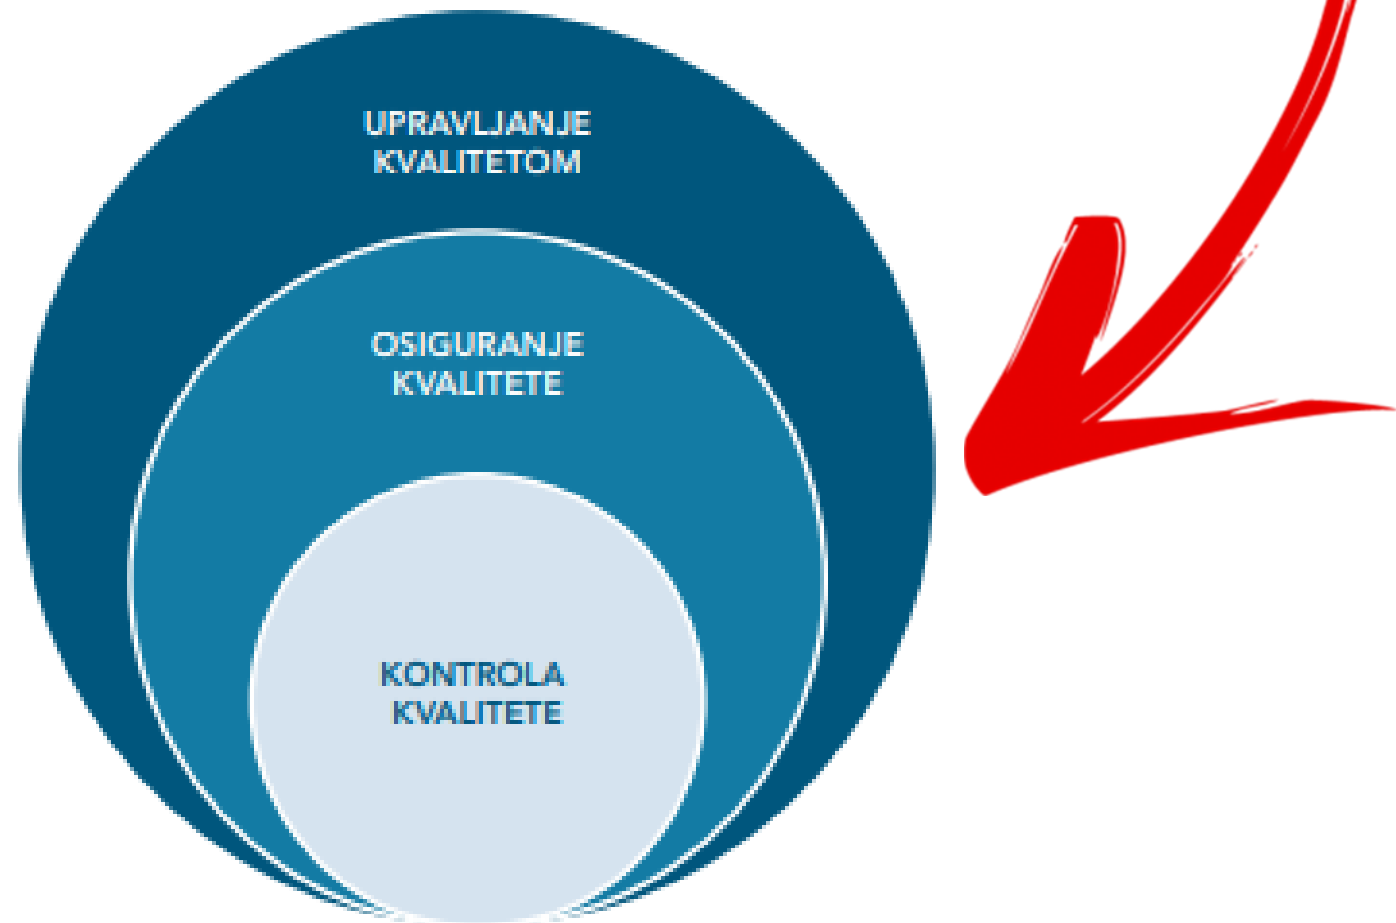 UPRAVLJANJE
KVALITETOM
OSIGURANJE
KVALITETE
KONTROLA
KVALITETE